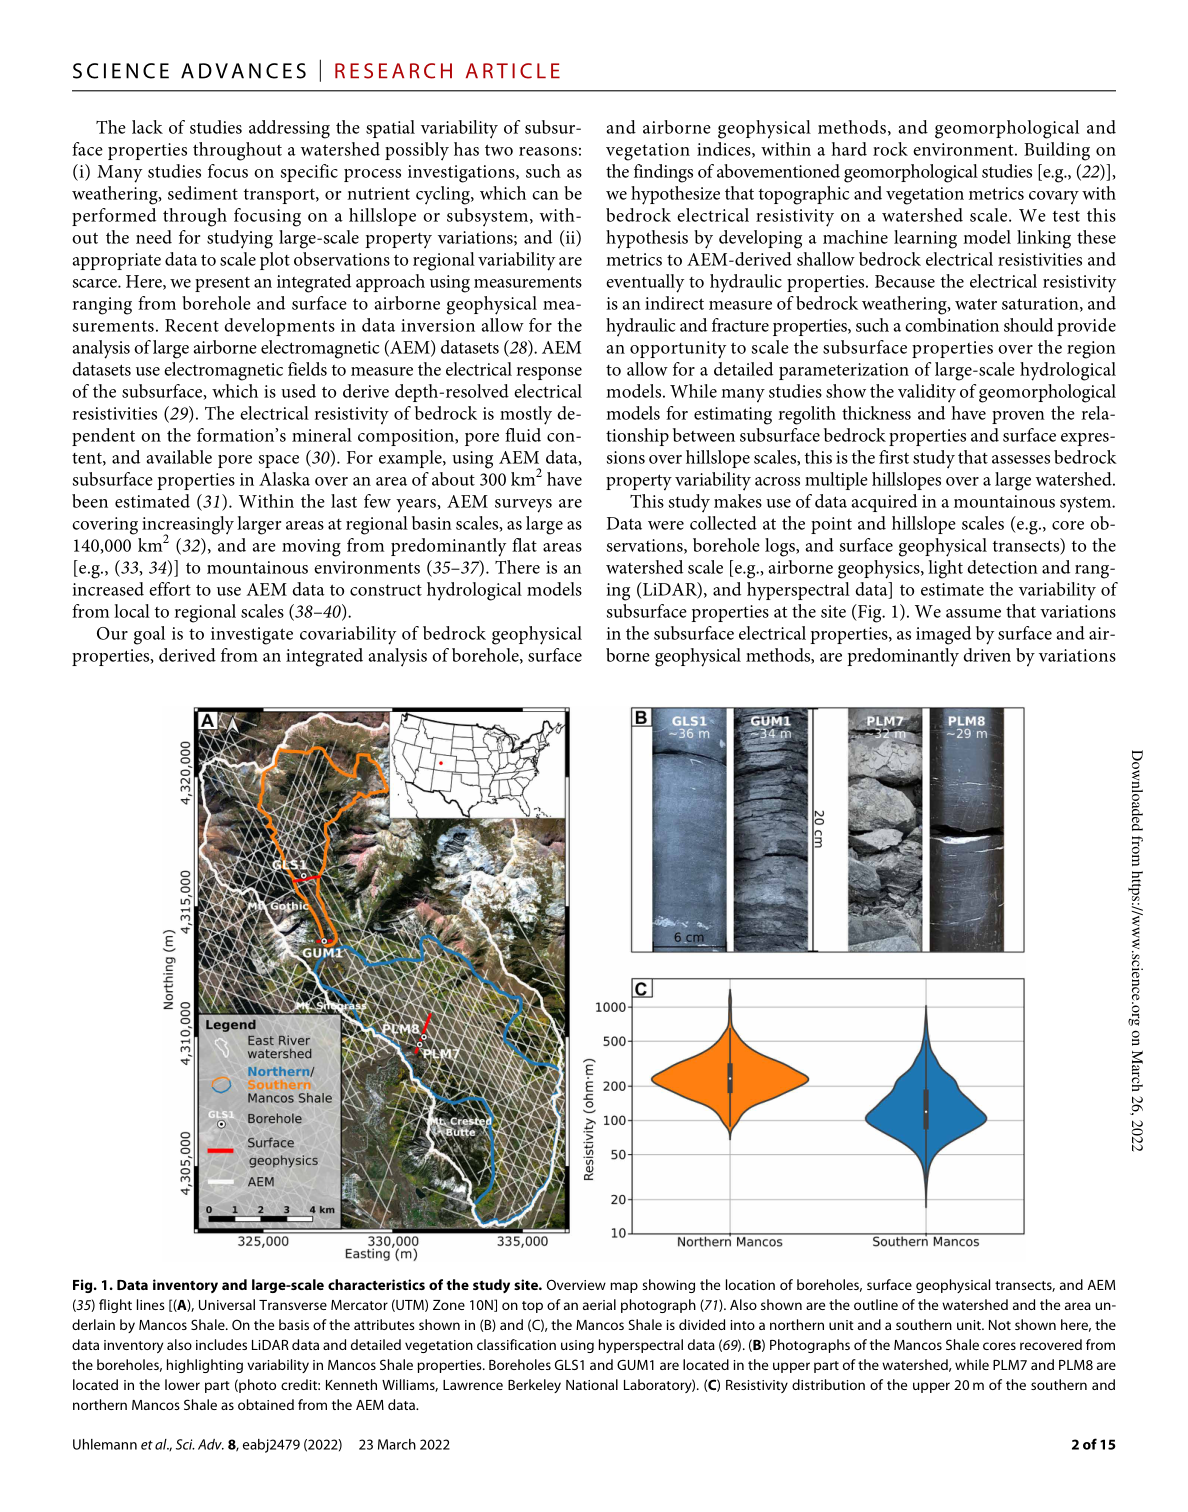 SCIENCE ADVANCES | RESEARCH ARTICLE
The lack of studies addressing the spatial variability of subsur-
face properties throughout a watershed possibly has two reasons:
(i) Many studies focus on specific process investigations, such as
weathering, sediment transport, or nutrient cycling, which can be
performed through focusing on a hillslope or subsystem, with-
out the need for studying large-scale property variations; and (ii)
appropriate data to scale plot observations to regional variability are
scarce. Here, we present an integrated approach using measurements
ranging from borehole and surface to airborne geophysical mea-
surements. Recent developments in data inversion allow for the
analysis of large airborne electromagnetic (AEM) datasets (28). AEM
datasets use electromagnetic fields to measure the electrical response
of the subsurface, which is used to derive depth-resolved electrical
resistivities (29). The electrical resistivity of bedrock is mostly de-
pendent on the formation's mineral composition, pore fluid con-
tent, and available pore space (30). For example, using AEM data,
subsurface properties in Alaska over an area of about 300 km² have
been estimated (31). Within the last few years, AEM surveys are
covering increasingly larger areas at regional basin scales, as large as
140,000 km² (32), and are moving from predominantly flat areas
[e.g., (33, 34)] to mountainous environments (35–37). There is an
increased effort to use AEM data to construct hydrological models
from local to regional scales (38–40).
Our goal is to investigate covariability of bedrock geophysical
properties, derived from an integrated analysis of borehole, surface
and airborne geophysical methods, and geomorphological and
vegetation indices, within a hard rock environment. Building on
the findings of abovementioned geomorphological studies [e.g., (22)],
we hypothesize that topographic and vegetation metrics covary with
bedrock electrical resistivity on a watershed scale. We test this
hypothesis by developing a machine learning model linking these
metrics to AEM-derived shallow bedrock electrical resistivities and
eventually to hydraulic properties. Because the electrical resistivity
is an indirect measure of bedrock weathering, water saturation, and
hydraulic and fracture properties, such a combination should provide
an opportunity to scale the subsurface properties over the region
to allow for a detailed parameterization of large-scale hydrological
models. While many studies show the validity of geomorphological
models for estimating regolith thickness and have proven the rela-
tionship between subsurface bedrock properties and surface expres-
sions over hillslope scales, this is the first study that assesses bedrock
property variability across multiple hillslopes over a large watershed.
This study makes use of data acquired in a mountainous system.
Data were collected at the point and hillslope scales (e.g., core ob-
servations, borehole logs, and surface geophysical transects) to the
watershed scale [e.g., airborne geophysics, light detection and rang-
ing (LiDAR), and hyperspectral data] to estimate the variability of
subsurface properties at the site (Fig. 1). We assume that variations
in the subsurface electrical properties, as imaged by surface and air-
borne geophysical methods, are predominantly driven by variations
A
4,320,000
4,315,000
4,310,000
4,305,000
Northing (m)
GLS1
Mt. Gothic
GUM1
Mt. Snodgrass
PLM8
PLM7
Mt. Crested
Butte
Legend
East River
watershed
Northern/
Southern
Mancos Shale
GLS1
Borehole
Surface
geophysics
AEM
0 1 2 3 4 km
325,000 330,000 335,000
Easting (m)
B
GLS1
~36 m
GUM1
~34 m
PLM7
~32 m
PLM8
~29 m
20 cm
6 cm
C
1000
500
200
100
50
20
10
Resistivity (ohm·m)
Northern Mancos
Southern Mancos
Fig. 1. Data inventory and large-scale characteristics of the study site. Overview map showing the location of boreholes, surface geophysical transects, and AEM
(35) flight lines [(A), Universal Transverse Mercator (UTM) Zone 10N] on top of an aerial photograph (71). Also shown are the outline of the watershed and the area un-
derlain by Mancos Shale. On the basis of the attributes shown in (B) and (C), the Mancos Shale is divided into a northern unit and a southern unit. Not shown here, the
data inventory also includes LiDAR data and detailed vegetation classification using hyperspectral data (69). (B) Photographs of the Mancos Shale cores recovered from
the boreholes, highlighting variability in Mancos Shale properties. Boreholes GLS1 and GUM1 are located in the upper part of the watershed, while PLM7 and PLM8 are
located in the lower part (photo credit: Kenneth Williams, Lawrence Berkeley National Laboratory). (C) Resistivity distribution of the upper 20 m of the southern and
northern Mancos Shale as obtained from the AEM data.
Uhlemann et al., Sci. Adv. 8, eabj2479 (2022) 23 March 2022
2 of 15
Downloaded from https://www.science.org on March 26, 2022